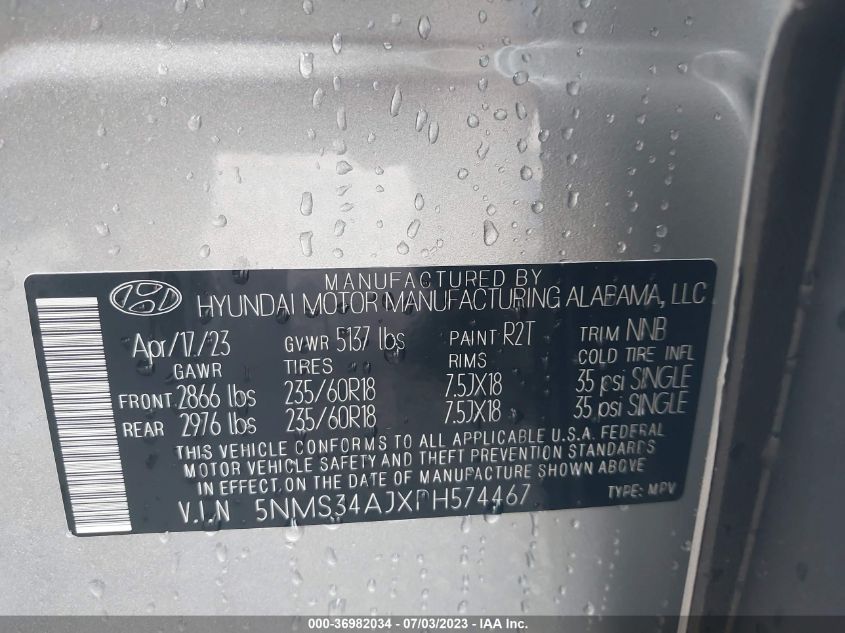 MANUFACTURED BY
HYUNDAI MOTOR MANUFACTURING ALABAMA, LLC
Apr/17/23 GVWR 5137 lbs PAINT R2T TRIM NNB
GAWR TIRES RIMS COLD TIRE INFL
FRONT 2866 lbs 235/60R18 7.5JX18 35 psi SINGLE
REAR 2976 lbs 235/60R18 7.5JX18 35 psi SINGLE
THIS VEHICLE CONFORMS TO ALL APPLICABLE U.S.A. FEDERAL
MOTOR VEHICLE SAFETY AND THEFT PREVENTION STANDARDS
IN EFFECT ON THE DATE OF MANUFACTURE SHOWN ABOVE
V.I.N 5NMS34AJXPH574467 TYPE: MPV
000-36982034 / 07/03/2023 - © IAA Inc.